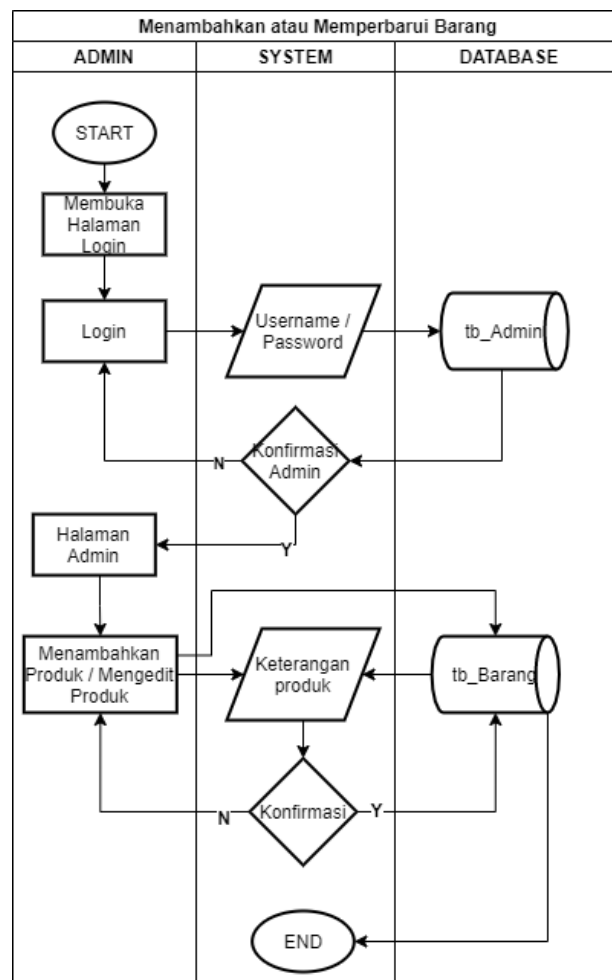 Menambahkan atau Memperbarui Barang
ADMIN
SYSTEM
DATABASE
START
Membuka
Halaman
Login
Login
Username /
Password
tb_Admin
Konfirmasi
Admin
N
Y
Halaman
Admin
Menambahkan
Produk / Mengedit
Produk
Keterangan
produk
tb_Barang
Konfirmasi
N
Y
END